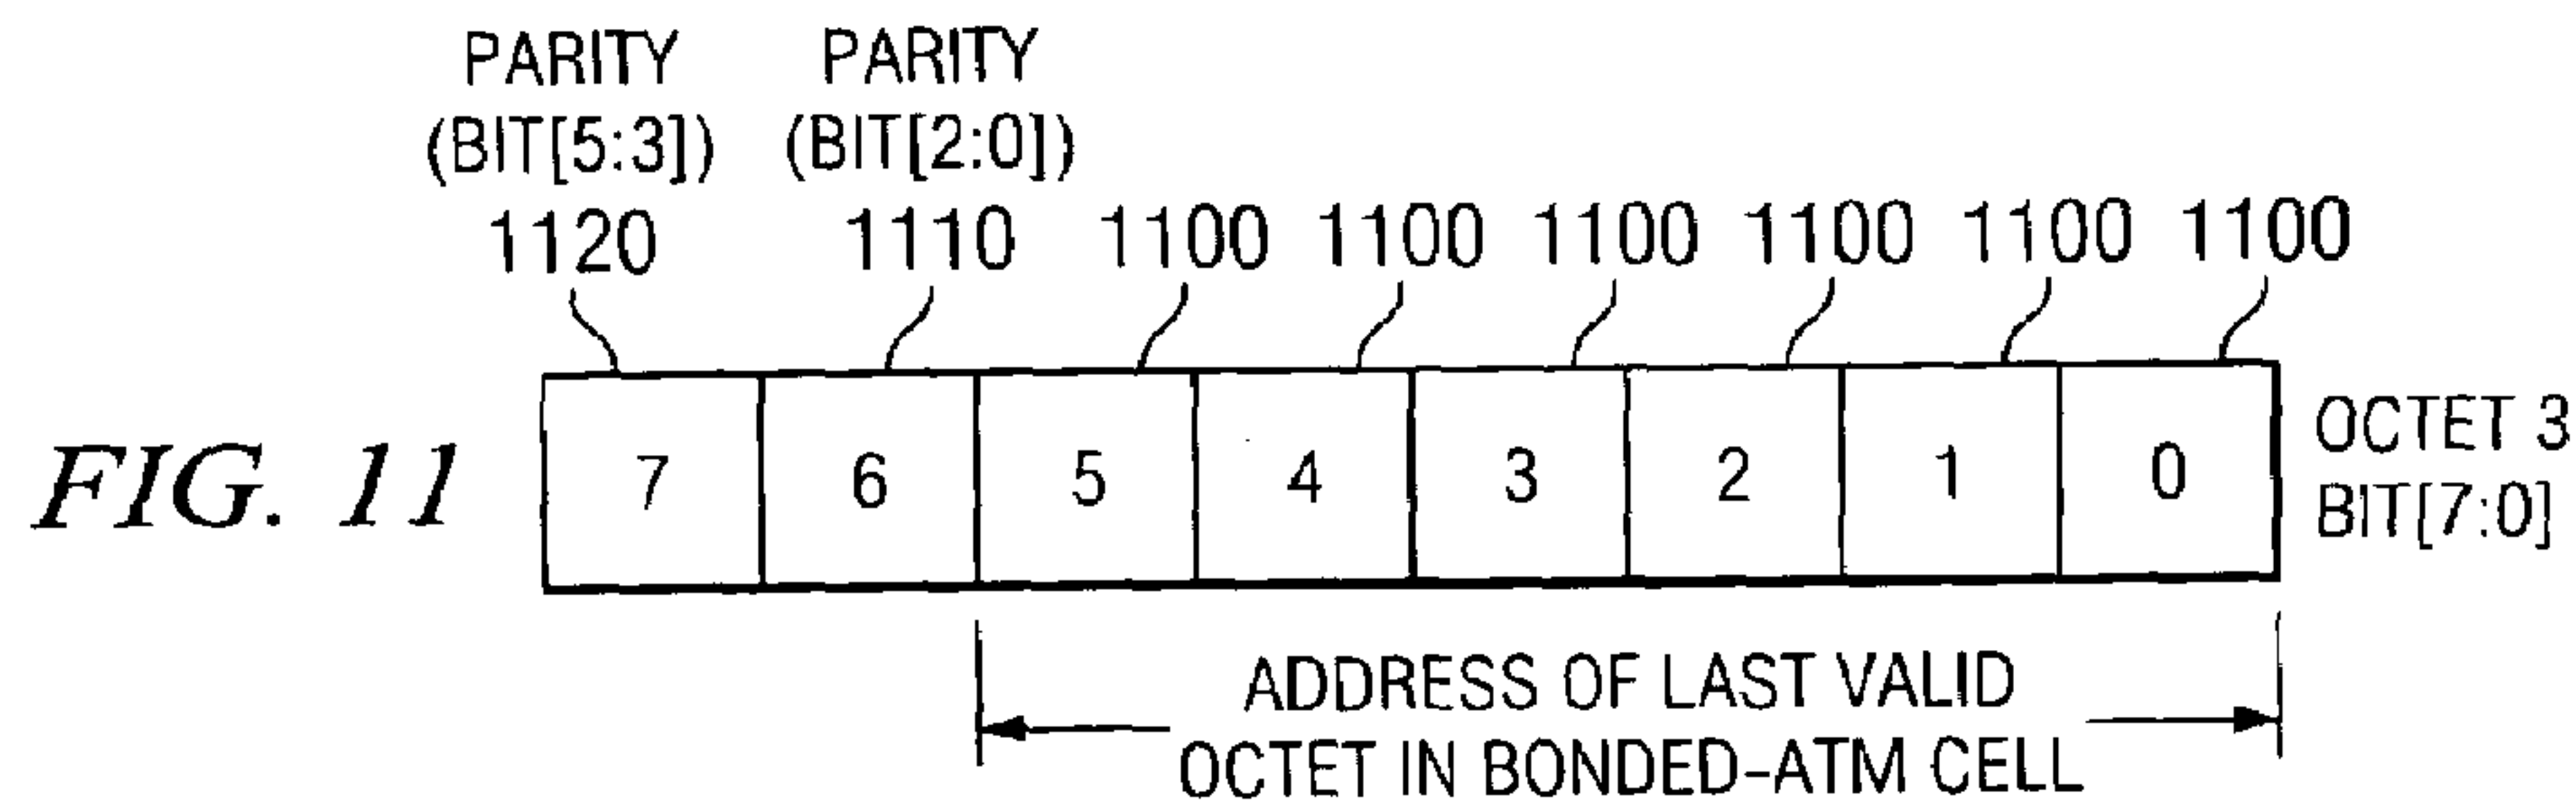 PARITY PARITY
(BIT[5:3]) (BIT[2:0])
1120 1110 1100 1100 1100 1100 1100 1100
FIG. 11 7 6 5 4 3 2 1 0 OCTET 3
BIT[7:0]
ADDRESS OF LAST VALID
OCTET IN BONDED-ATM CELL